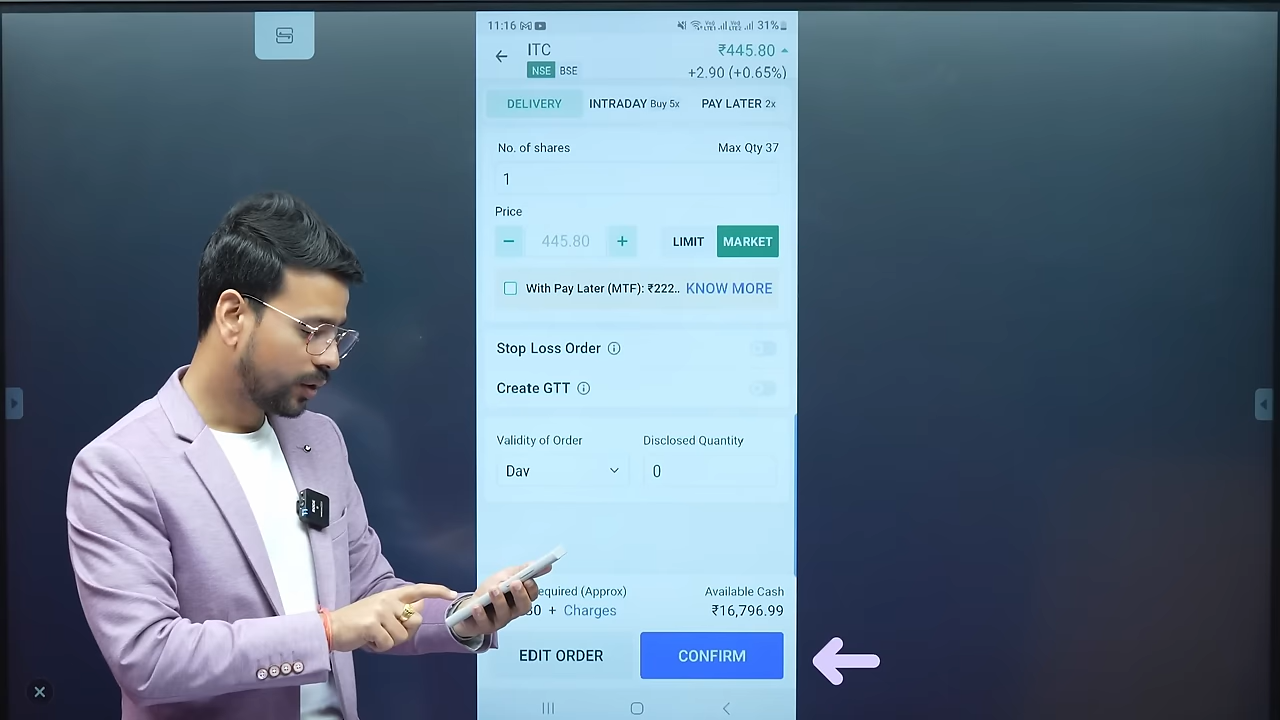 11:16 31%
ITC ₹445.80
NSE BSE +2.90 (+0.65%)
DELIVERY INTRADAY Buy 5x PAY LATER 2x
No. of shares Max Qty 37
1
Price
445.80 LIMIT MARKET
With Pay Later (MTF): ₹222.. KNOW MORE
Stop Loss Order
Create GTT
Validity of Order Disclosed Quantity
Day 0
equired (Approx) Available Cash
+ Charges ₹16,796.99
EDIT ORDER CONFIRM